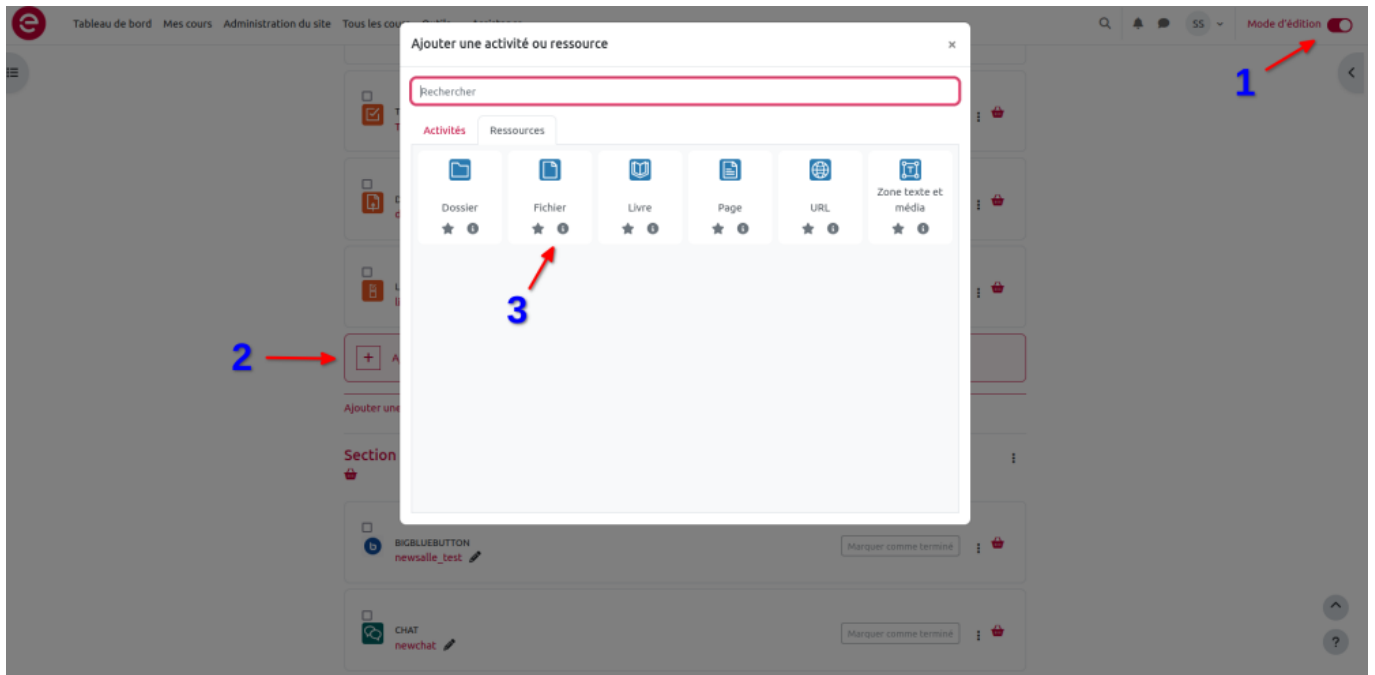 e Tableau de bord Mes cours Administration du site Tous les cou SS Mode d'édition
Ajouter une activité ou ressource ×
1
Rechercher
Activités Ressources
Dossier Fichier Livre Page URL Zone texte et
média
3
2
Ajouter une
Section
BIGBLUEBUTTON
newsalle_test
Marquer comme terminé
CHAT
newchat
Marquer comme terminé
?